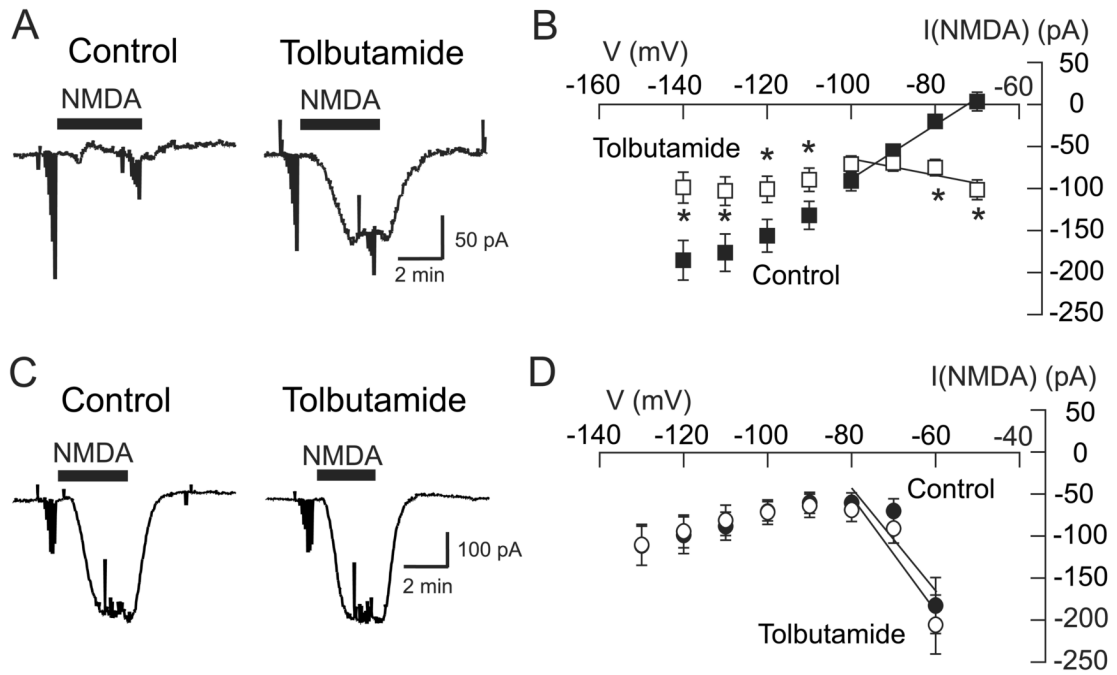 A
Control
Tolbutamide
NMDA
NMDA
50 pA
2 min
B
I(NMDA) (pA)
V (mV)
-160 -140 -120 -100 -80 -60
50
0
-50
-100
-150
-200
-250
Tolbutamide
* *
* *
* *
Control
C
Control
Tolbutamide
NMDA
NMDA
100 pA
2 min
D
I(NMDA) (pA)
V (mV)
-140 -120 -100 -80 -60 -40
50
0
-50
-100
-150
-200
-250
Control
Tolbutamide